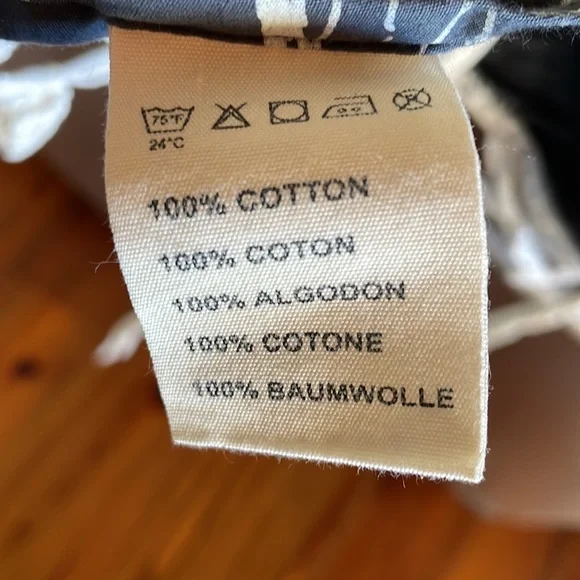 75°F
24°C
100% COTTON
100% COTON
100% ALGODON
100% COTONE
100% BAUMWOLLE